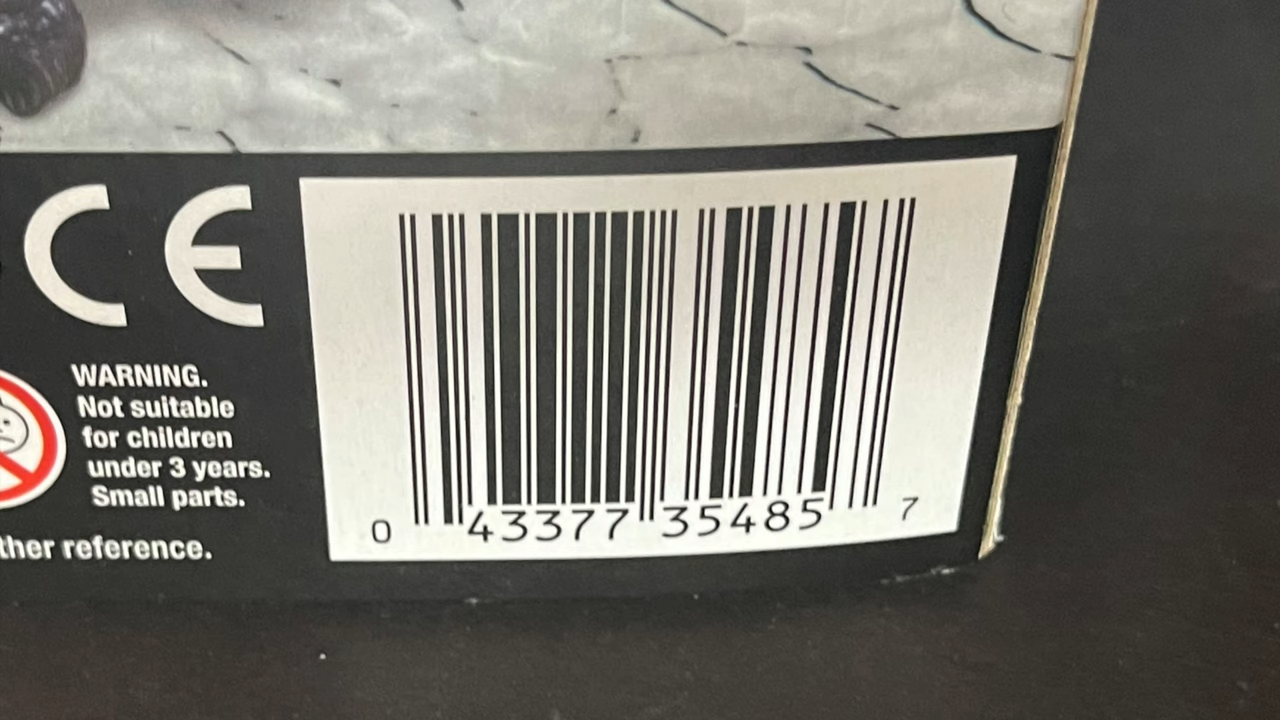 CE
WARNING.
Not suitable
for children
under 3 years.
Small parts.
ther reference.
0 43377 35485 7